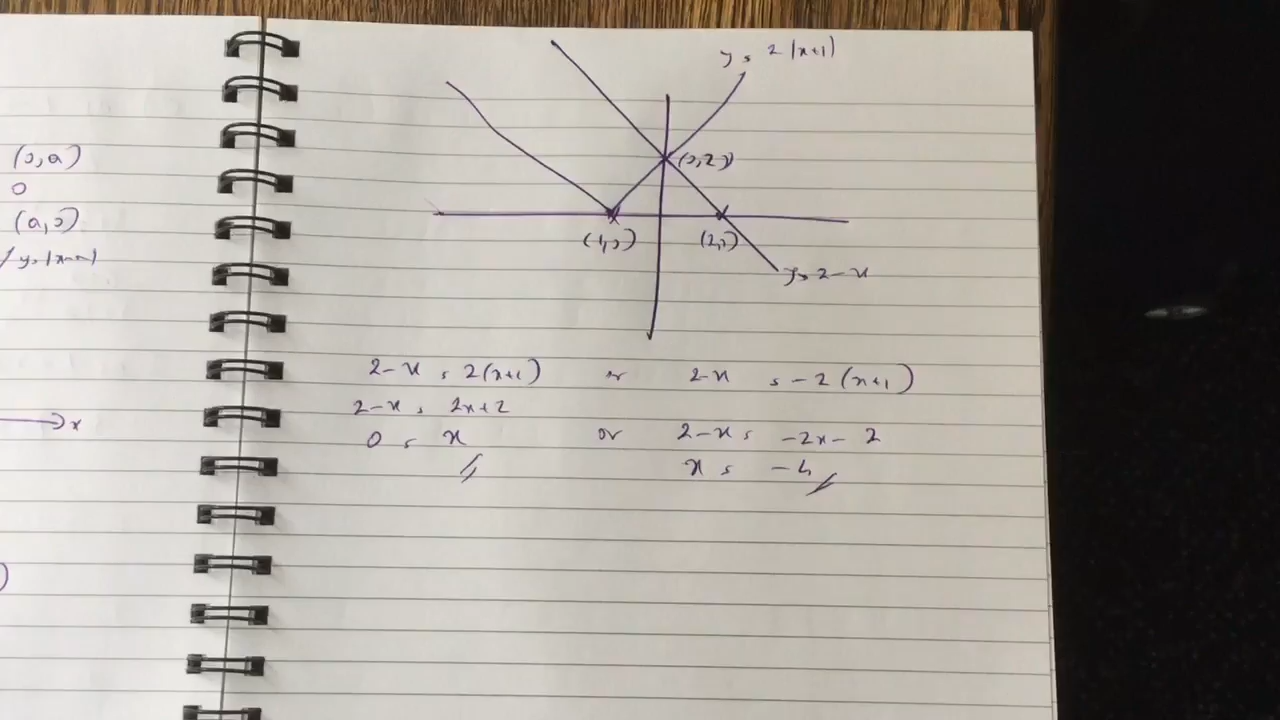 (0,a)
0
(a,0)
y = 2|x+1|
(0,2)
(-1,0)
(2,0)
y = 2-x
x
2-x = 2(x+1) or 2-x = -2(x+1)
2-x = 2x+2
0 = x or 2-x = -2x-2
x = -4